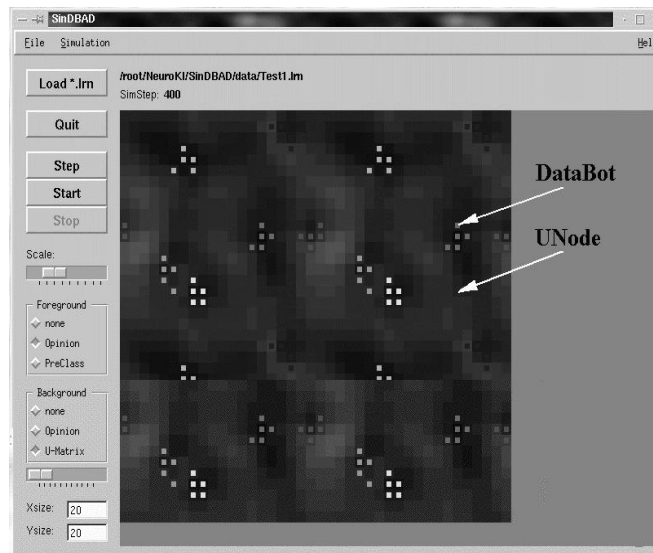 SinDBAD
File Simulation Hel
Load *.lrn
/root/NeuroKI/SinDBAD/data/Test1.lrn
SimStep: 400
Quit
Step
Start
Stop
DataBot
UNode
Scale:
Foreground
none
Opinion
PreClass
Background
none
Opinion
U-Matrix
Xsize: 20
Ysize: 20